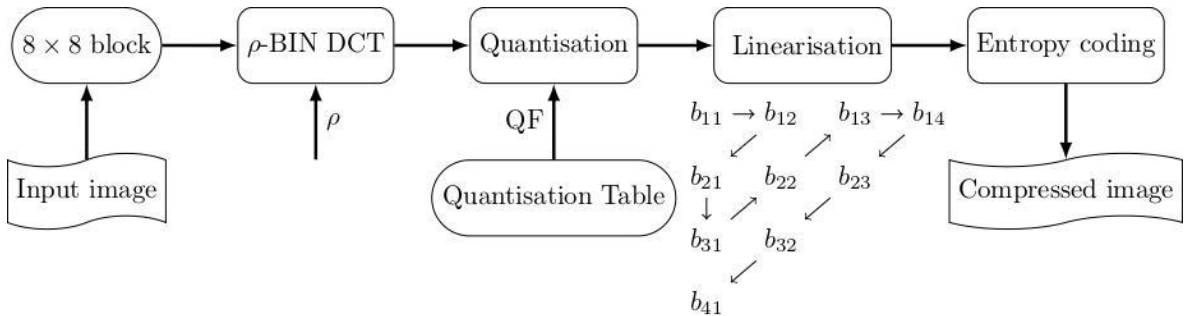 8 × 8 block
ρ-BIN DCT
Quantisation
Linearisation
Entropy coding
ρ
QF
b₁₁ → b₁₂ b₁₃ → b₁₄
Input image
Quantisation Table
b₂₁ b₂₂ b₂₃
Compressed image
b₃₁ b₃₂
b₄₁